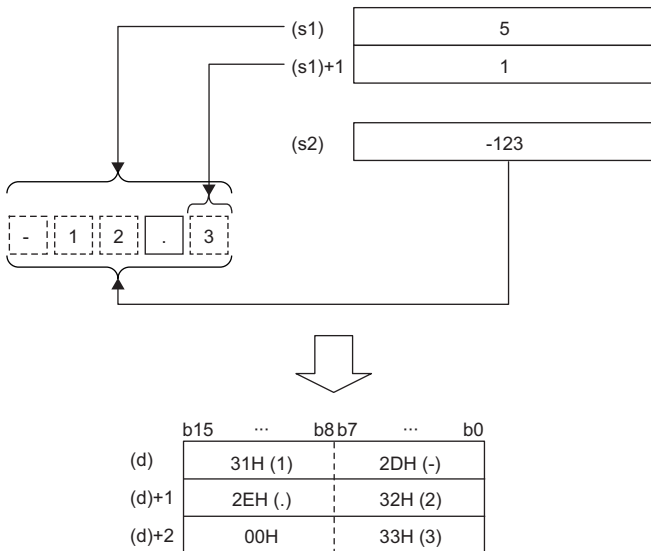 (s1) 5
(s1)+1 1
(s2) -123
- 1 2 . 3
b15 ... b8 b7 ... b0
(d) 31H (1) 2DH (-)
(d)+1 2EH (.) 32H (2)
(d)+2 00H 33H (3)